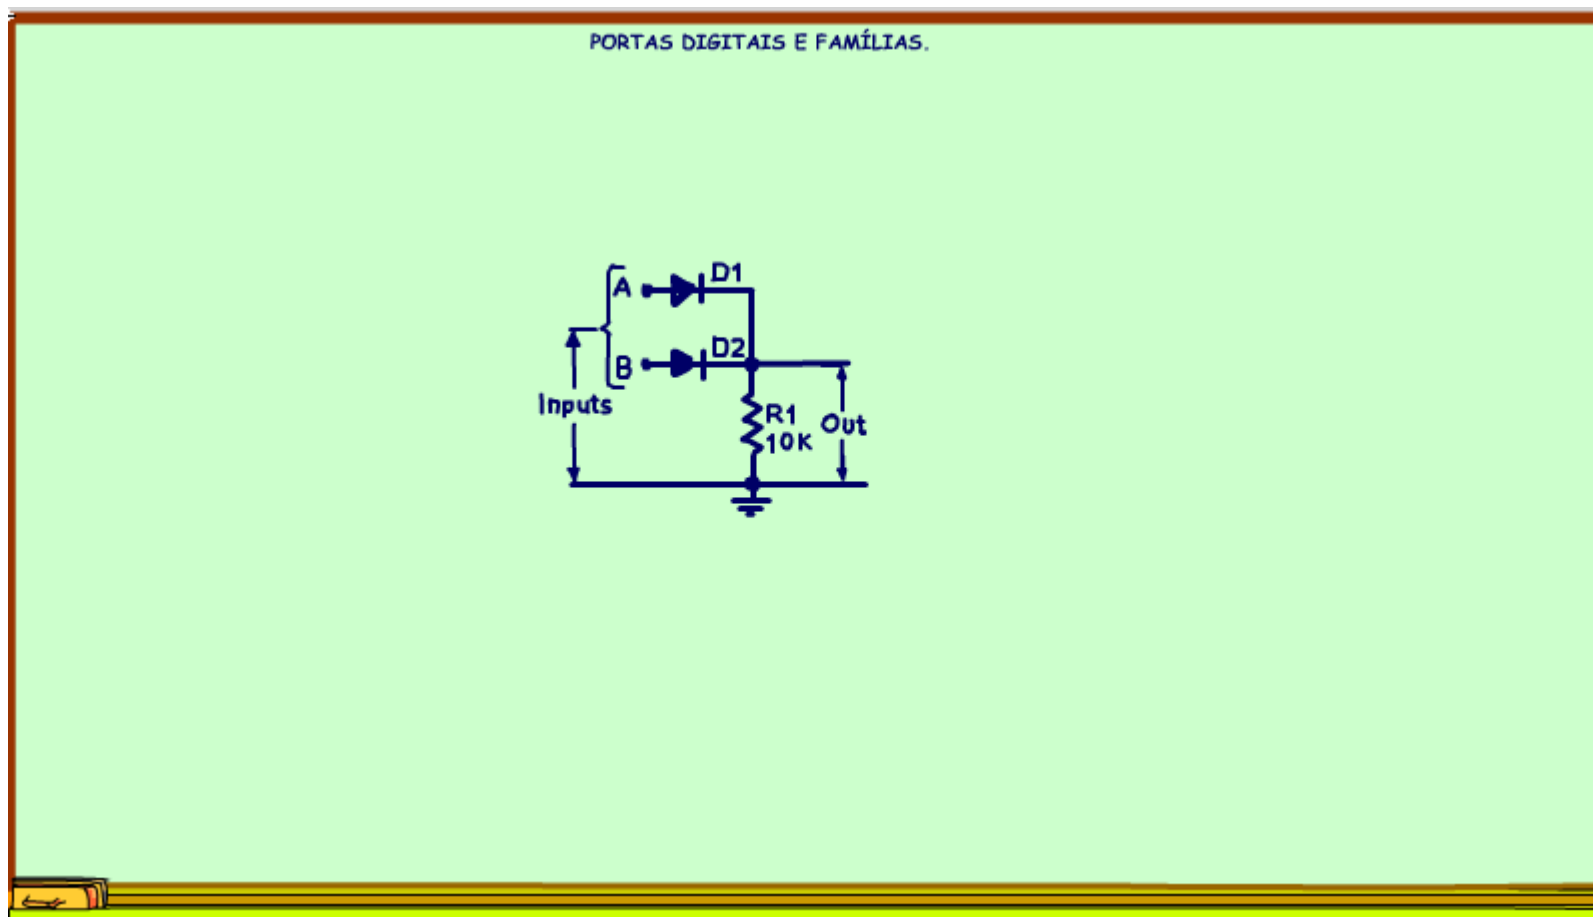 PORTAS DIGITAIS E FAMÍLIAS.
D1
A
D2
B
Inputs
R1
10K
Out